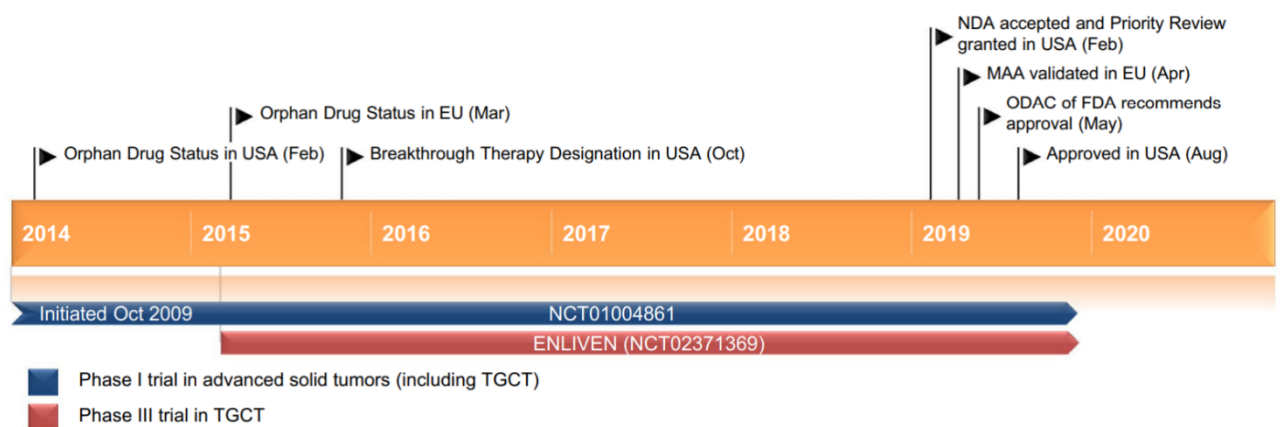 NDA accepted and Priority Review
granted in USA (Feb)
MAA validated in EU (Apr)
ODAC of FDA recommends
approval (May)
Orphan Drug Status in EU (Mar)
Orphan Drug Status in USA (Feb)
Breakthrough Therapy Designation in USA (Oct)
Approved in USA (Aug)
2014
2015
2016
2017
2018
2019
2020
Initiated Oct 2009
NCT01004861
ENLIVEN (NCT02371369)
Phase I trial in advanced solid tumors (including TGCT)
Phase III trial in TGCT